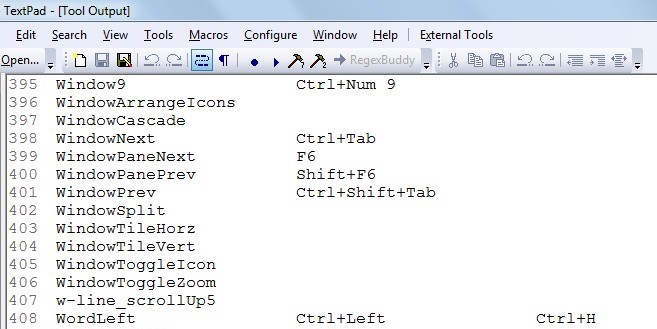 TextPad - [Tool Output]
Edit Search View Tools Macros Configure Window Help External Tools
Open... RegexBuddy
395 Window9 Ctrl+Num 9
396 WindowArrangeIcons
397 WindowCascade
398 WindowNext Ctrl+Tab
399 WindowPaneNext F6
400 WindowPanePrev Shift+F6
401 WindowPrev Ctrl+Shift+Tab
402 WindowSplit
403 WindowTileHorz
404 WindowTileVert
405 WindowToggleIcon
406 WindowToggleZoom
407 w-line_scrollUp5
408 WordLeft Ctrl+Left Ctrl+H